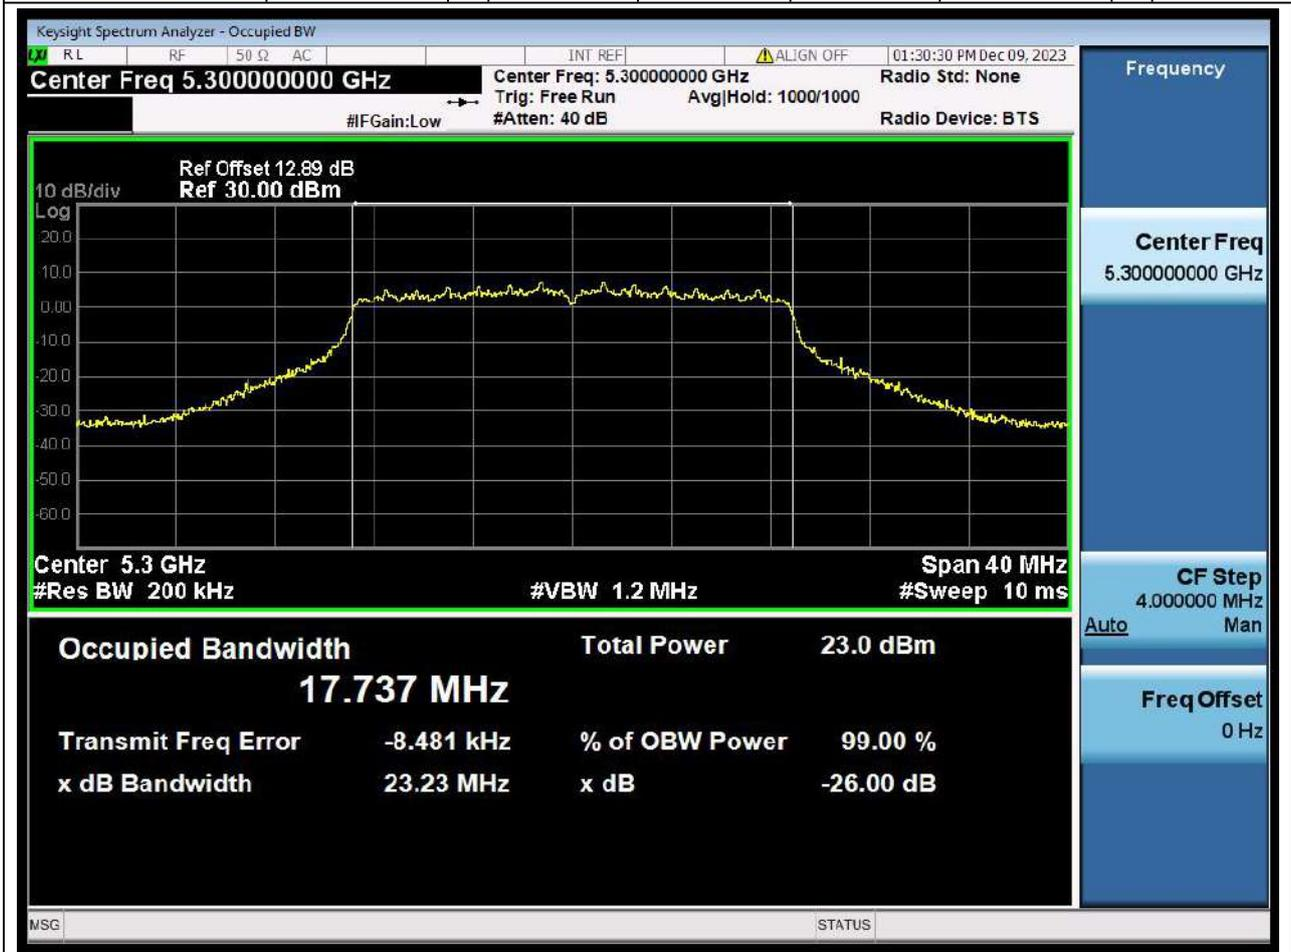 Keysight Spectrum Analyzer - Occupied BW
LXI RL RF 50 Ω AC INT REF ALIGN OFF 01:30:30 PM Dec 09, 2023
Center Freq 5.300000000 GHz
Center Freq: 5.300000000 GHz
Radio Std: None
Trig: Free Run Avg|Hold: 1000/1000
#IFGain:Low
#Atten: 40 dB
Radio Device: BTS
Ref Offset 12.89 dB
10 dB/div Ref 30.00 dBm
Log
20.0
10.0
0.00
-10.0
-20.0
-30.0
-40.0
-50.0
-60.0
Center 5.3 GHz Span 40 MHz
#Res BW 200 kHz #VBW 1.2 MHz #Sweep 10 ms
Occupied Bandwidth Total Power 23.0 dBm
17.737 MHz
Transmit Freq Error -8.481 kHz % of OBW Power 99.00 %
x dB Bandwidth 23.23 MHz x dB -26.00 dB
MSG STATUS
Frequency
Center Freq
5.300000000 GHz
CF Step
4.000000 MHz
Auto Man
Freq Offset
0 Hz